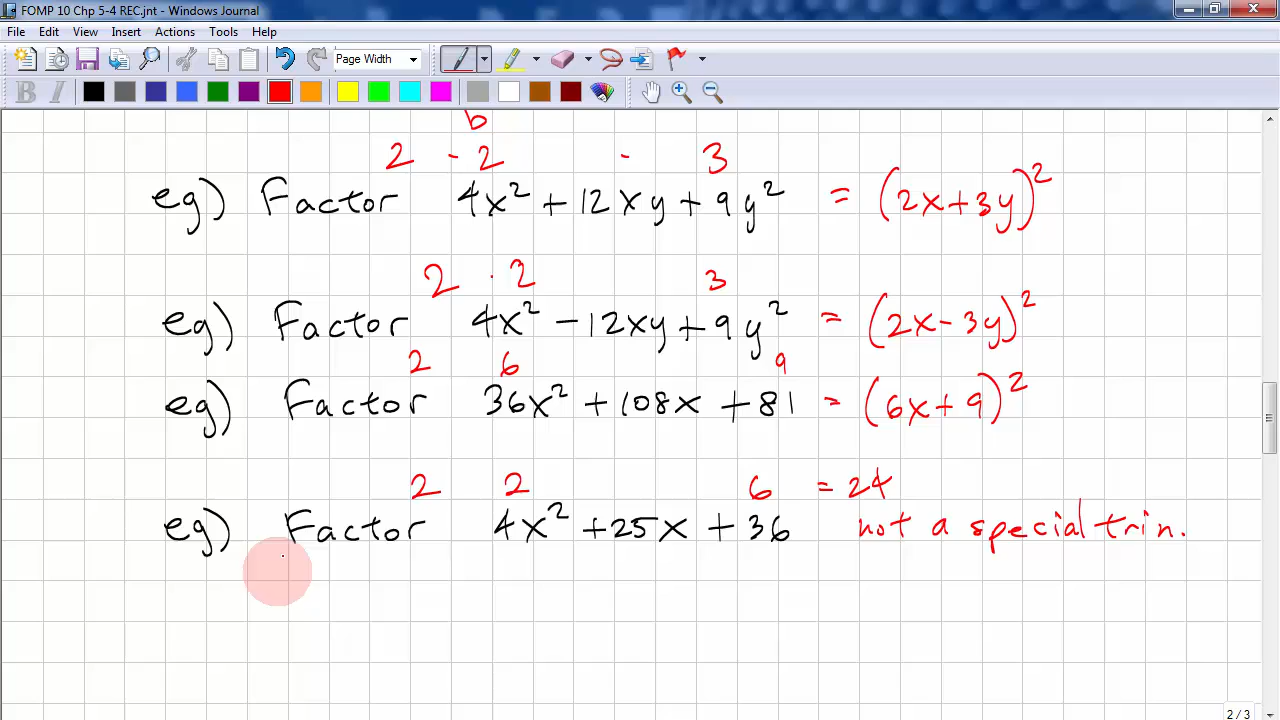 FOMP 10 Chp 5-4 REC.jnt - Windows Journal
File Edit View Insert Actions Tools Help
Page Width
B I
b
2 · 2 · 3
eg) Factor 4x² + 12xy + 9y² = (2x+3y)²
2 · 2 3
eg) Factor 4x² - 12xy + 9y² = (2x-3y)²
2 6 9
eg) Factor 36x² + 108x + 81 = (6x+9)²
2 2 6 = 24
eg) Factor 4x² + 25x + 36 not a special trin.
2 / 3